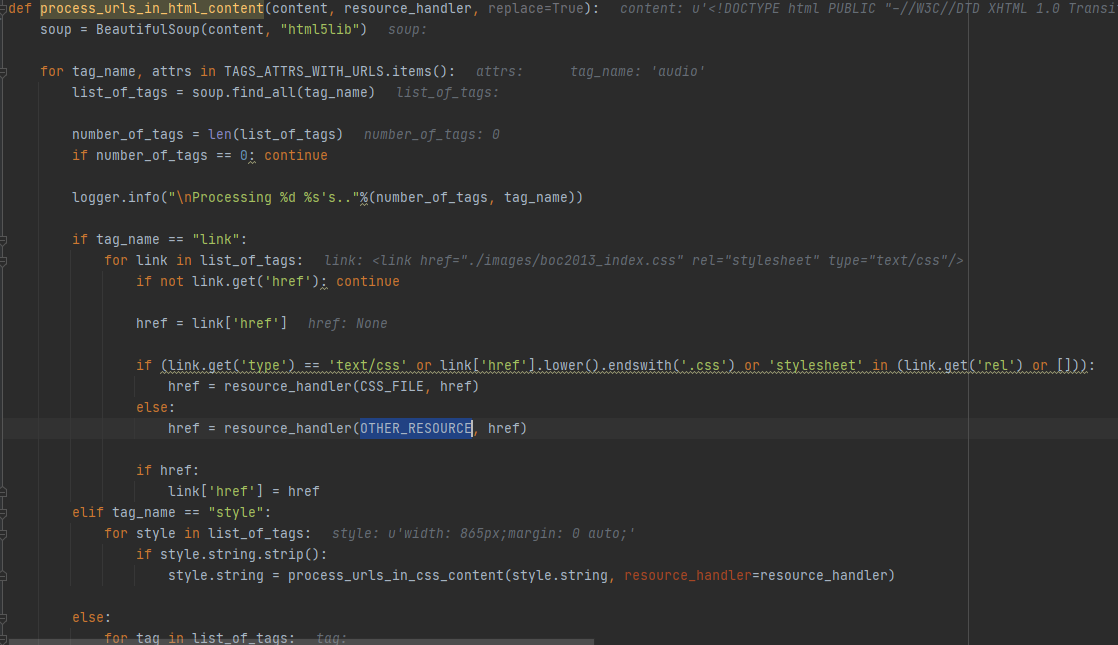 def process_urls_in_html_content(content, resource_handler, replace=True):   content: u'<!DOCTYPE html PUBLIC "-//W3C//DTD XHTML 1.0 Transi
    soup = BeautifulSoup(content, "html5lib")   soup:
    for tag_name, attrs in TAGS_ATTRS_WITH_URLS.items():   attrs:      tag_name: 'audio'
        list_of_tags = soup.find_all(tag_name)   list_of_tags:
        number_of_tags = len(list_of_tags)   number_of_tags: 0
        if number_of_tags == 0: continue
        logger.info("\nProcessing %d %s's.."%(number_of_tags, tag_name))
        if tag_name == "link":
            for link in list_of_tags:   link: <link href="./images/boc2013_index.css" rel="stylesheet" type="text/css"/>
                if not link.get('href'): continue
                href = link['href']   href: None
                if (link.get('type') == 'text/css' or link['href'].lower().endswith('.css') or 'stylesheet' in (link.get('rel') or [])):
                    href = resource_handler(CSS_FILE, href)
                else:
                    href = resource_handler(OTHER_RESOURCE, href)
                if href:
                    link['href'] = href
        elif tag_name == "style":
            for style in list_of_tags:   style: u'width: 865px;margin: 0 auto;'
                if style.string.strip():
                    style.string = process_urls_in_css_content(style.string, resource_handler=resource_handler)
        else:
            for tag in list_of_tags:   tag: